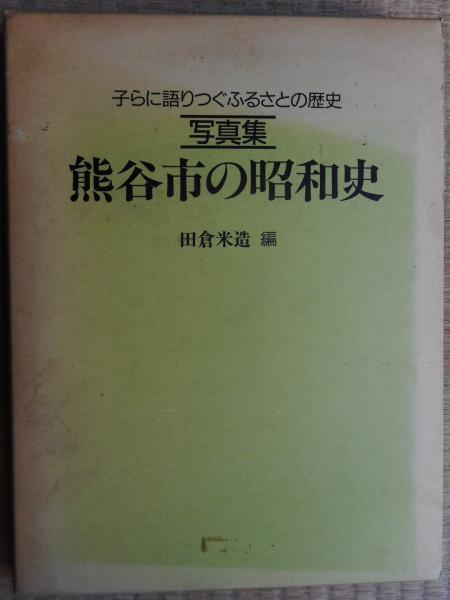 子らに語りつぐふるさとの歴史
写真集
熊谷市の昭和史
田倉米造 編